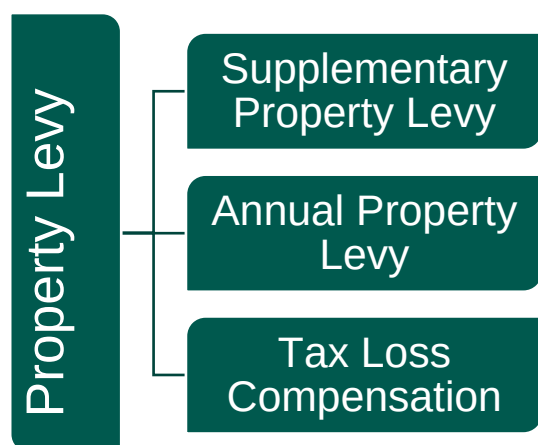 Property Levy
Supplementary
Property Levy
Annual Property
Levy
Tax Loss
Compensation